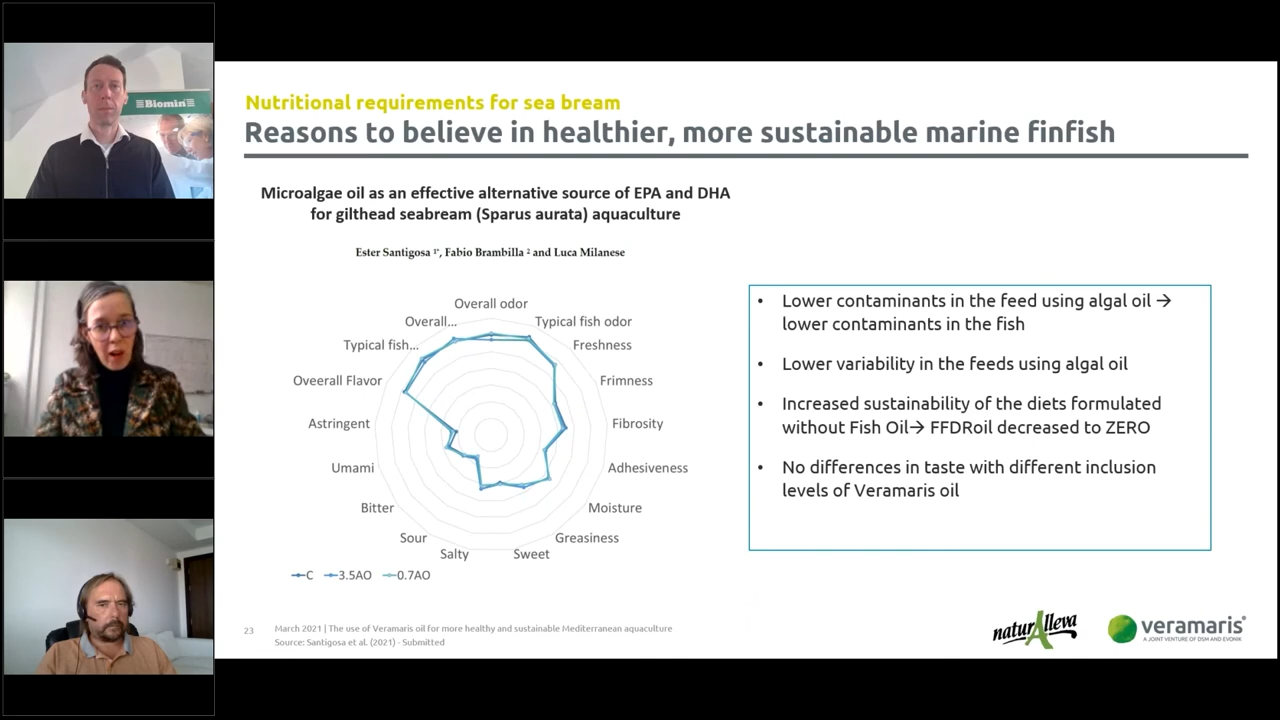 Biomin
Nutritional requirements for sea bream
Reasons to believe in healthier, more sustainable marine finfish
Microalgae oil as an effective alternative source of EPA and DHA
for gilthead seabream (Sparus aurata) aquaculture
Ester Santigosa ¹*, Fabio Brambilla ² and Luca Milanese
Overall odor
Overall...
Typical fish odor
Typical fish...
Freshness
Oveerall Flavor
Frimness
Astringent
Fibrosity
Umami
Adhesiveness
Bitter
Moisture
Sour
Greasiness
Salty
Sweet
C 3.5AO 0.7AO
• Lower contaminants in the feed using algal oil →
lower contaminants in the fish
• Lower variability in the feeds using algal oil
• Increased sustainability of the diets formulated
without Fish Oil→ FFDRoil decreased to ZERO
• No differences in taste with different inclusion
levels of Veramaris oil
23
March 2021 | The use of Veramaris oil for more healthy and sustainable Mediterranean aquaculture
Source: Santigosa et al. (2021) - Submitted
naturAlleva
veramaris®
A JOINT VENTURE OF DSM AND EVONIK